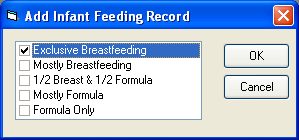 Add Infant Feeding Record
Exclusive Breastfeeding
Mostly Breastfeeding
1/2 Breast & 1/2 Formula
Mostly Formula
Formula Only
OK
Cancel